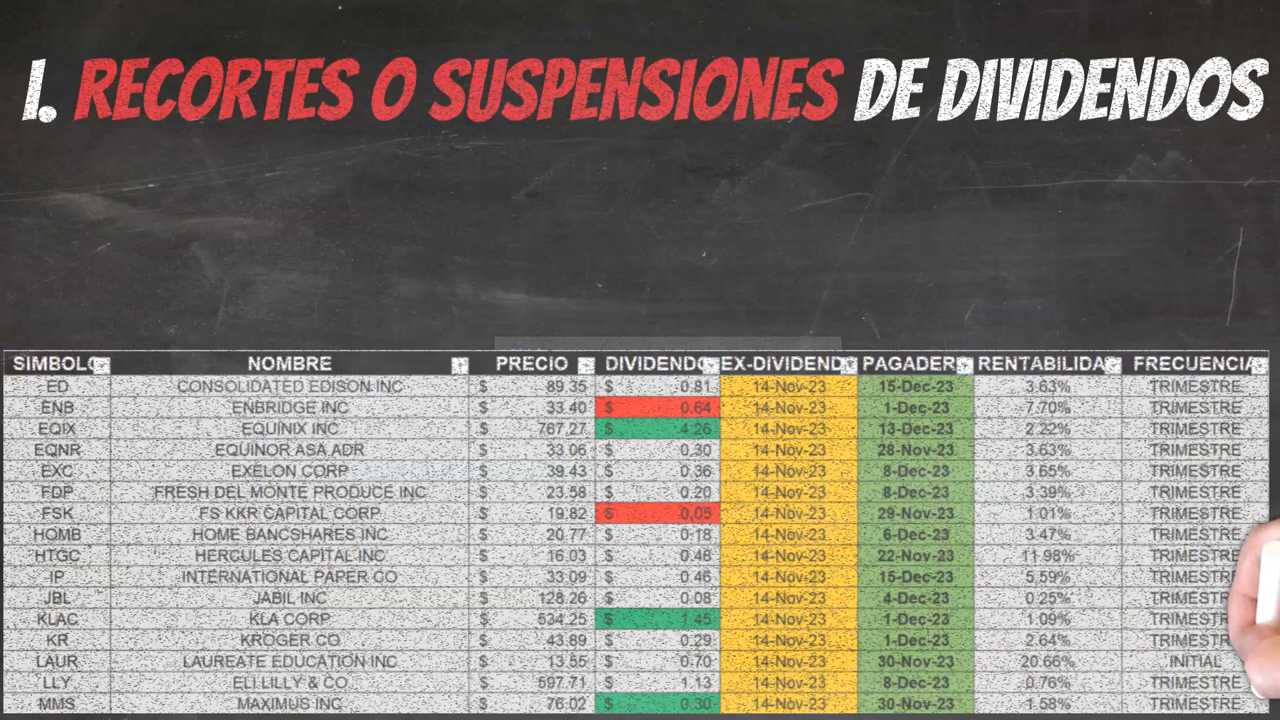 1. RECORTES O SUSPENSIONES DE DIVIDENDOS
SIMBOLO NOMBRE PRECIO DIVIDENDO EX-DIVIDEND PAGADER RENTABILIDA FRECUENCIA
ED CONSOLIDATED EDISON INC $ 89.35 $ 0.81 14-Nov-23 15-Dec-23 3.63% TRIMESTRE
ENB ENBRIDGE INC $ 33.40 $ 0.64 14-Nov-23 1-Dec-23 7.70% TRIMESTRE
EQIX EQUINIX INC $ 767.27 $ 4.26 14-Nov-23 13-Dec-23 2.22% TRIMESTRE
EQNR EQUINOR ASA ADR $ 33.06 $ 0.30 14-Nov-23 28-Nov-23 3.63% TRIMESTRE
EXC EXELON CORP $ 39.43 $ 0.36 14-Nov-23 8-Dec-23 3.65% TRIMESTRE
FDP FRESH DEL MONTE PRODUCE INC $ 23.58 $ 0.20 14-Nov-23 8-Dec-23 3.39% TRIMESTRE
FSK FS KKR CAPITAL CORP $ 19.82 $ 0.05 14-Nov-23 29-Nov-23 1.01% TRIMESTRE
HOMB HOME BANCSHARES INC $ 20.77 $ 0.18 14-Nov-23 6-Dec-23 3.47% TRIMESTRE
HTGC HERCULES CAPITAL INC $ 16.03 $ 0.48 14-Nov-23 22-Nov-23 11.98% TRIMESTRE
IP INTERNATIONAL PAPER CO $ 33.09 $ 0.46 14-Nov-23 15-Dec-23 5.59% TRIMESTRE
JBL JABIL INC $ 128.26 $ 0.08 14-Nov-23 4-Dec-23 0.25% TRIMESTRE
KLAC KLA CORP $ 534.25 $ 1.45 14-Nov-23 1-Dec-23 1.09% TRIMESTRE
KR KROGER CO $ 43.89 $ 0.29 14-Nov-23 1-Dec-23 2.64% TRIMESTRE
LAUR LAUREATE EDUCATION INC $ 13.55 $ 0.70 14-Nov-23 30-Nov-23 20.66% INITIAL
LLY ELI LILLY & CO $ 597.71 $ 1.13 14-Nov-23 8-Dec-23 0.76% TRIMESTRE
MMS MAXIMUS INC $ 76.02 $ 0.30 14-Nov-23 30-Nov-23 1.58% TRIMESTRE